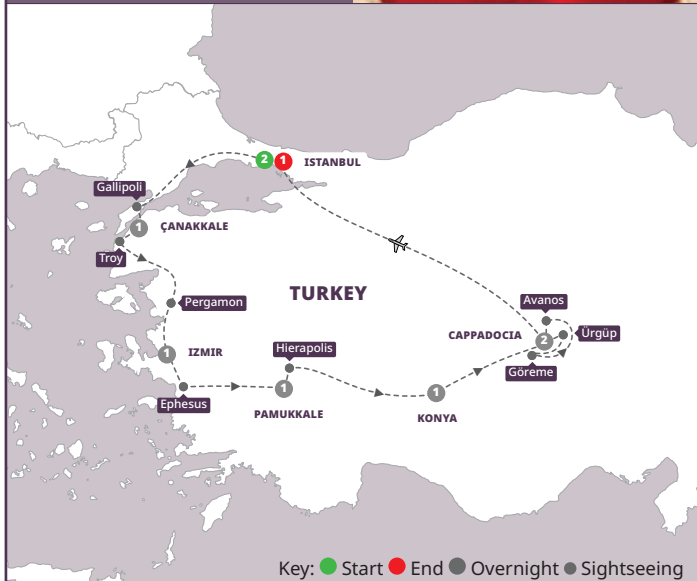 2
1
ISTANBUL
Gallipoli
1
ÇANAKKALE
Troy
TURKEY
Avanos
Pergamon
CAPPADOCIA
2
Ürgüp
1
IZMIR
Hierapolis
Göreme
Ephesus
1
PAMUKKALE
1
KONYA
Key: Start End Overnight Sightseeing